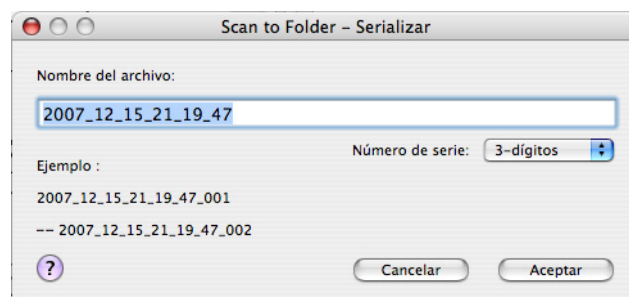 Scan to Folder – Serializar
Nombre del archivo:
2007_12_15_21_19_47
Número de serie: 3-dígitos
Ejemplo :
2007_12_15_21_19_47_001
-- 2007_12_15_21_19_47_002
?
Cancelar Aceptar